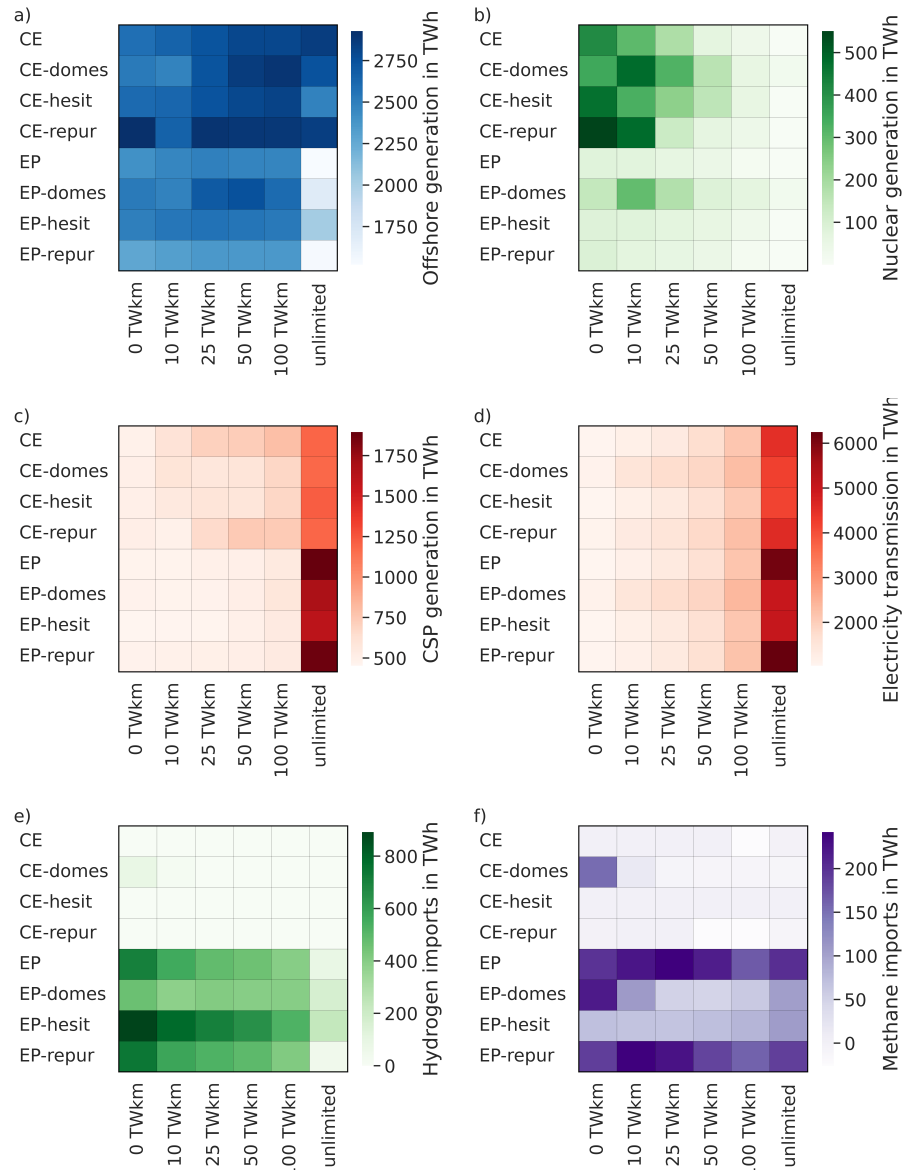 a)
CE
CE-domes
CE-hesit
CE-repur
EP
EP-domes
EP-hesit
EP-repur
0 TWkm
10 TWkm
25 TWkm
50 TWkm
100 TWkm
unlimited
2750
2500
2250
2000
1750
Offshore generation in TWh
b)
CE
CE-domes
CE-hesit
CE-repur
EP
EP-domes
EP-hesit
EP-repur
0 TWkm
10 TWkm
25 TWkm
50 TWkm
100 TWkm
unlimited
500
400
300
200
100
Nuclear generation in TWh
c)
CE
CE-domes
CE-hesit
CE-repur
EP
EP-domes
EP-hesit
EP-repur
0 TWkm
10 TWkm
25 TWkm
50 TWkm
100 TWkm
unlimited
1750
1500
1250
1000
750
500
CSP generation in TWh
d)
CE
CE-domes
CE-hesit
CE-repur
EP
EP-domes
EP-hesit
EP-repur
0 TWkm
10 TWkm
25 TWkm
50 TWkm
100 TWkm
unlimited
6000
5000
4000
3000
2000
Electricity transmission in TWh
e)
CE
CE-domes
CE-hesit
CE-repur
EP
EP-domes
EP-hesit
EP-repur
0 TWkm
10 TWkm
25 TWkm
50 TWkm
100 TWkm
unlimited
800
600
400
200
0
Hydrogen imports in TWh
f)
CE
CE-domes
CE-hesit
CE-repur
EP
EP-domes
EP-hesit
EP-repur
0 TWkm
10 TWkm
25 TWkm
50 TWkm
100 TWkm
unlimited
200
150
100
50
0
Methane imports in TWh